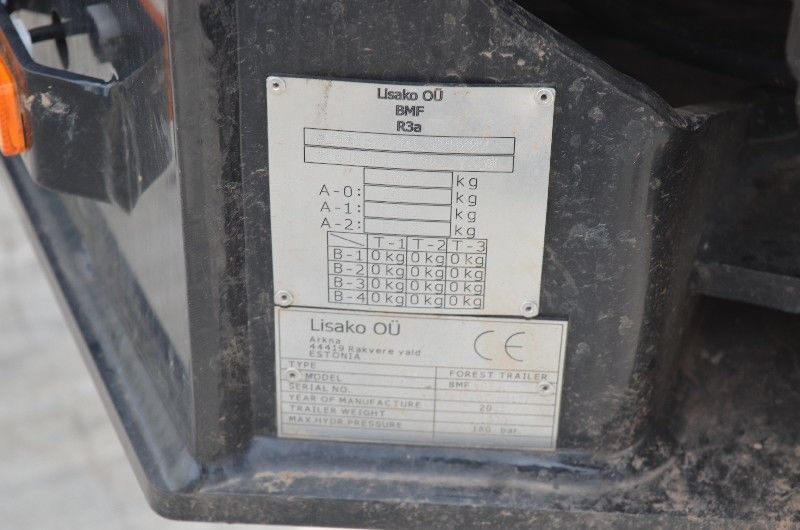 Lisako OÜ
BMF
R3a
kg
A-0: kg
A-1: kg
A-2: kg
T-1 T-2 T-3
B-1 0 kg 0 kg 0 kg
B-2 0 kg 0 kg 0 kg
B-3 0 kg 0 kg 0 kg
B-4 0 kg 0 kg 0 kg
Lisako OÜ CE
Arkna
44419 Rakvere vald
ESTONIA
TYPE FOREST TRAILER
MODEL BMF
SERIAL NO.
YEAR OF MANUFACTURE 20
TRAILER WEIGHT
MAX.HYDR.PRESSURE 180 bar